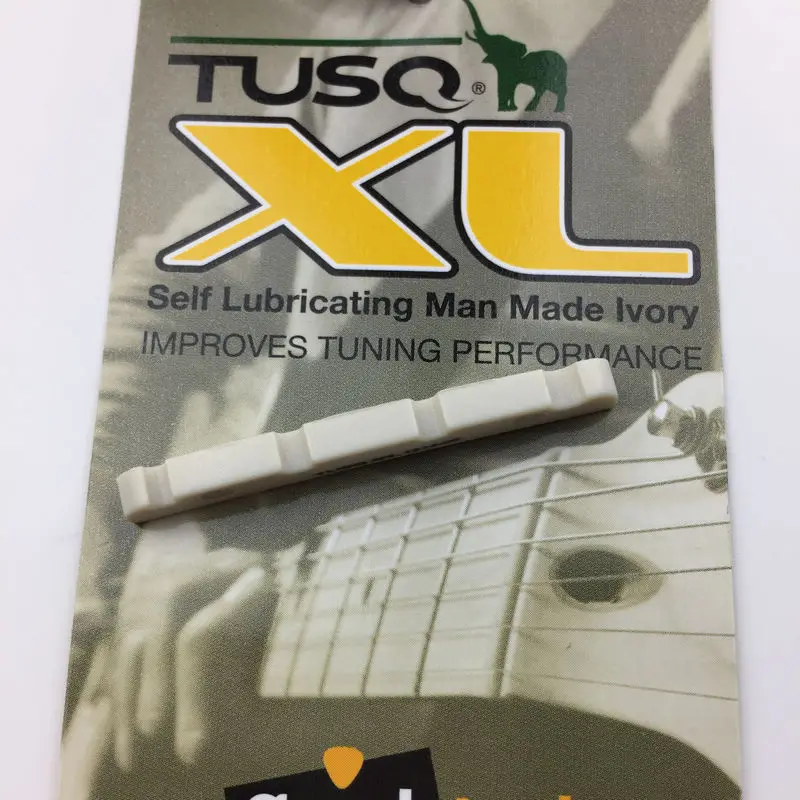 TUSQ®
XL
Self Lubricating Man Made Ivory
IMPROVES TUNING PERFORMANCE